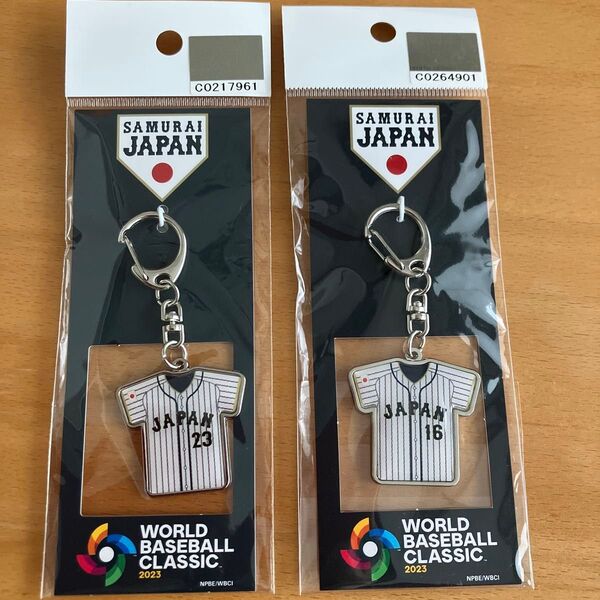 C0217961
SAMURAI
JAPAN
JAPAN
23
WORLD
BASEBALL
CLASSIC
2023
NPBE/WBCI
C0264901
SAMURAI
JAPAN
JAPAN
16
WORLD
BASEBALL
CLASSIC
2023
NPBE/WBCI